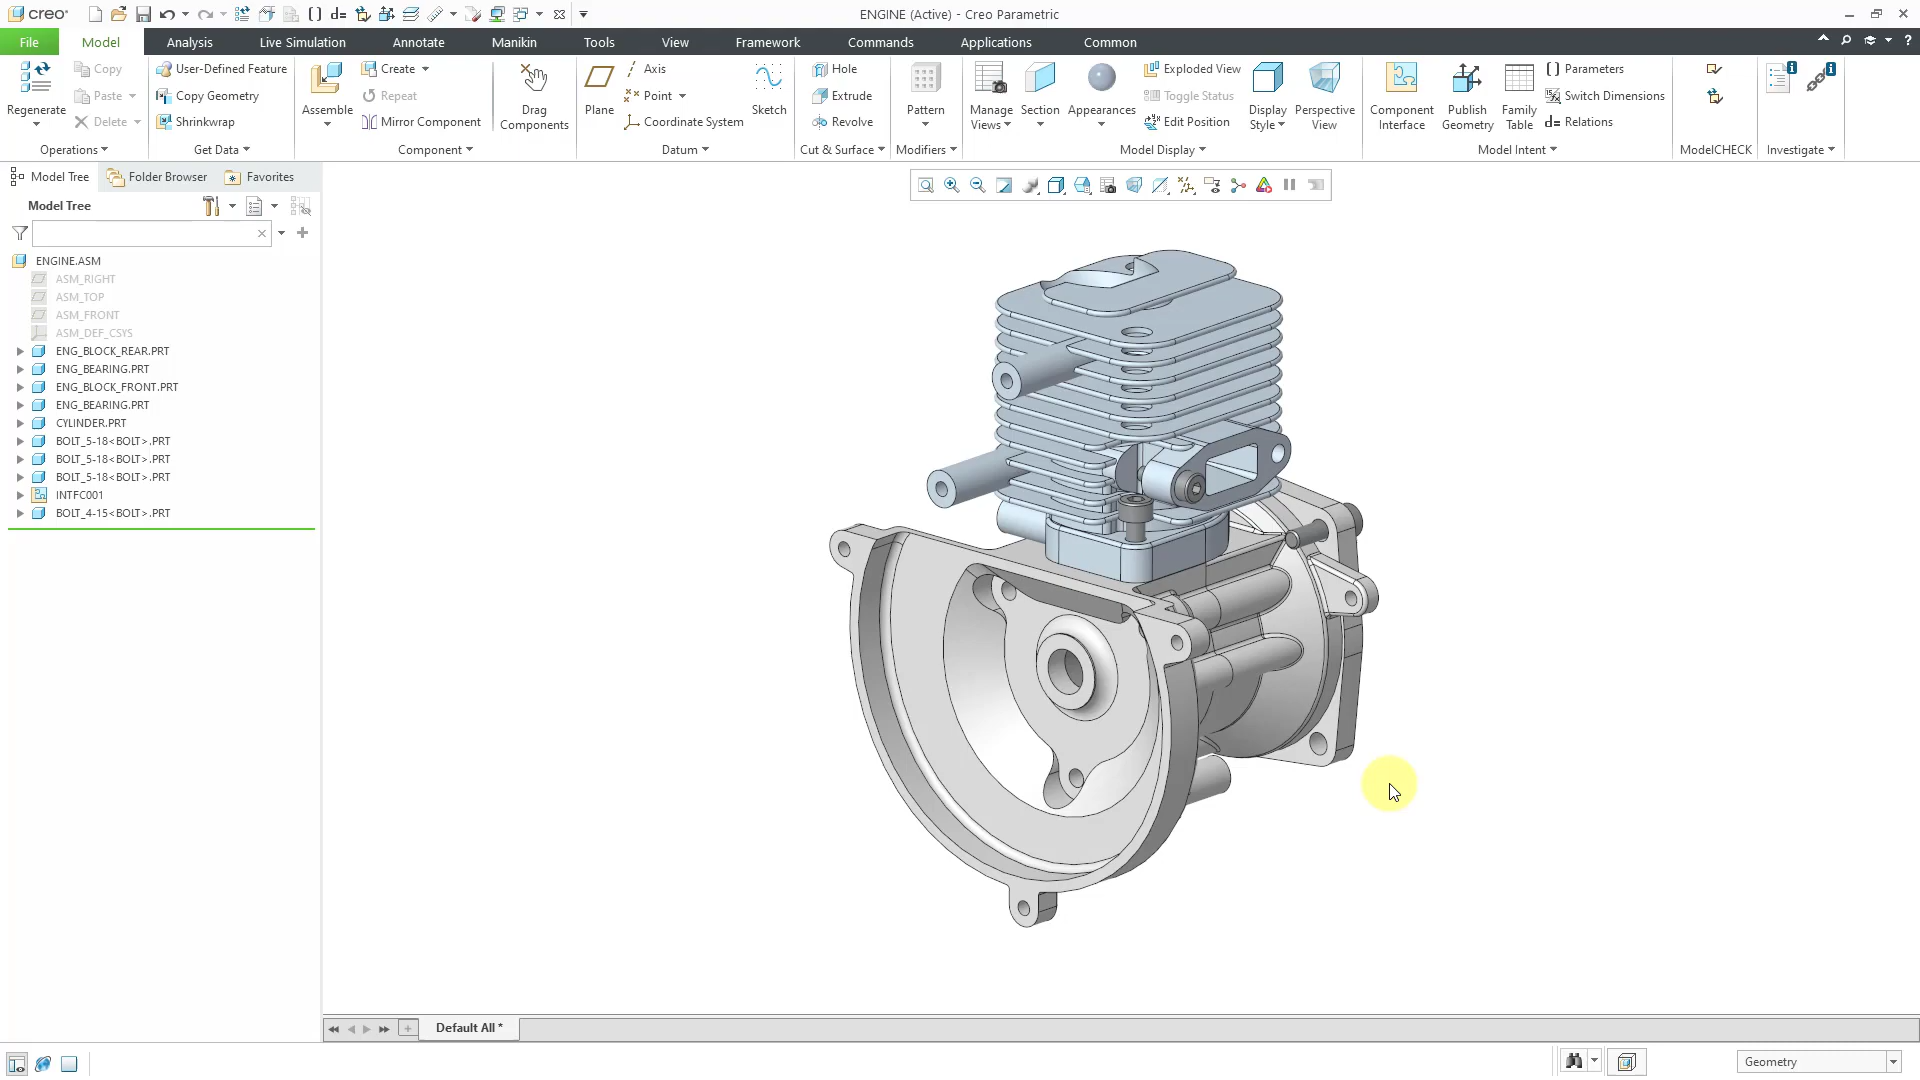 creo
ENGINE (Active) - Creo Parametric
File Model Analysis Live Simulation Annotate Manikin Tools View Framework Commands Applications Common
Regenerate
Copy
Paste
Delete
Operations
User-Defined Feature
Copy Geometry
Shrinkwrap
Get Data
Assemble
Create
Repeat
Mirror Component
Drag Components
Component
Plane
Axis
Point
Coordinate System
Sketch
Datum
Hole
Extrude
Revolve
Cut & Surface
Pattern
Modifiers
Manage Views
Section
Appearances
Exploded View
Toggle Status
Edit Position
Display Style
Perspective View
Model Display
Component Interface
Publish Geometry
Family Table
Parameters
Switch Dimensions
d= Relations
Model Intent
ModelCHECK
Investigate
Model Tree Folder Browser Favorites
Model Tree
ENGINE.ASM
ASM_RIGHT
ASM_TOP
ASM_FRONT
ASM_DEF_CSYS
ENG_BLOCK_REAR.PRT
ENG_BEARING.PRT
ENG_BLOCK_FRONT.PRT
ENG_BEARING.PRT
CYLINDER.PRT
BOLT_5-18<BOLT>.PRT
BOLT_5-18<BOLT>.PRT
BOLT_5-18<BOLT>.PRT
INTFC001
BOLT_4-15<BOLT>.PRT
Default All *
Geometry